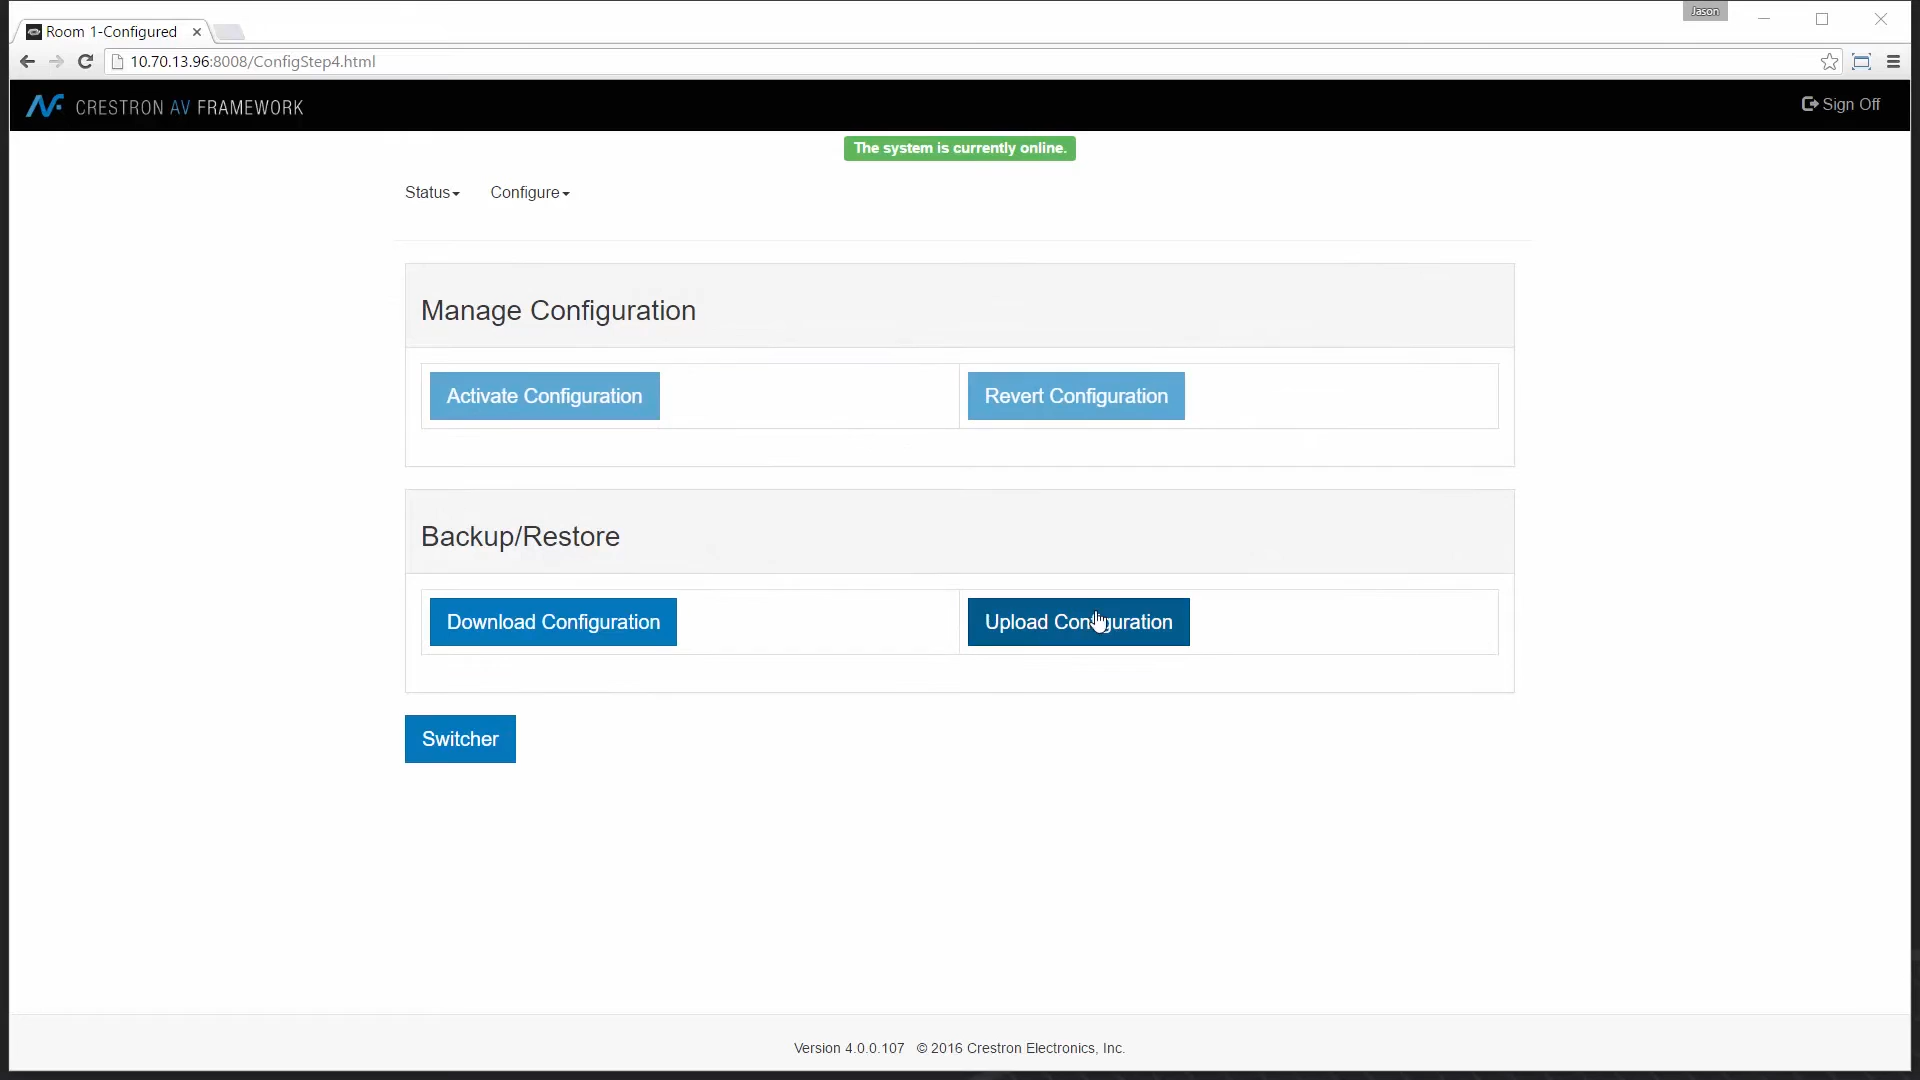 Jason
Room 1-Configured
10.70.13.96:8008/ConfigStep4.html
CRESTRON AV FRAMEWORK
Sign Off
The system is currently online.
Status
Configure
Manage Configuration
Activate Configuration
Revert Configuration
Backup/Restore
Download Configuration
Upload Configuration
Switcher
Version 4.0.0.107 © 2016 Crestron Electronics, Inc.